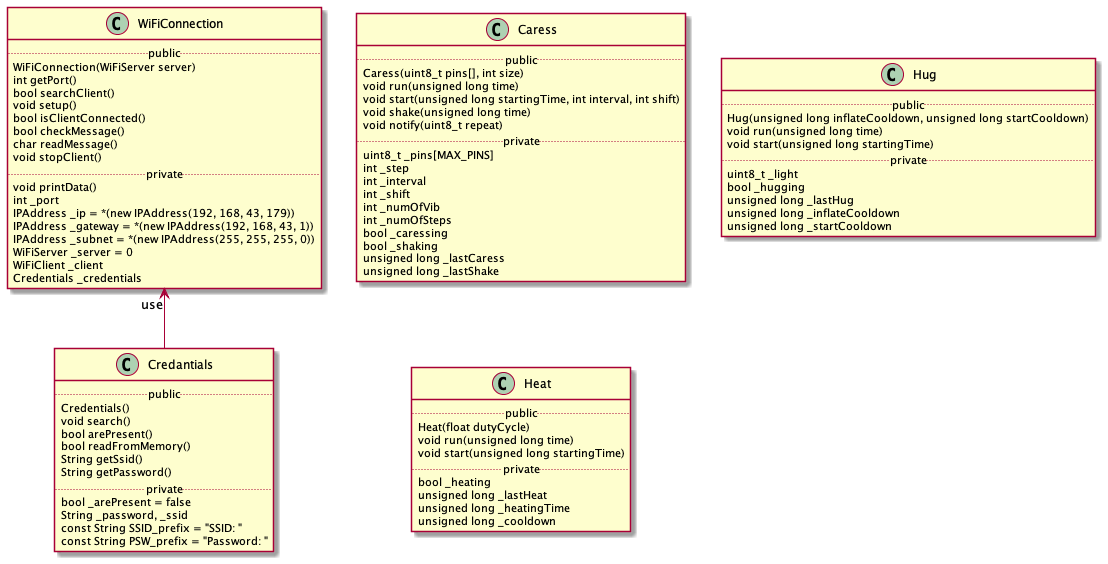 C WiFiConnection
public
WiFiConnection(WiFiServer server)
int getPort()
bool searchClient()
void setup()
bool isClientConnected()
bool checkMessage()
char readMessage()
void stopClient()
private
void printData()
int _port
IPAddress _ip = *(new IPAddress(192, 168, 43, 179))
IPAddress _gateway = *(new IPAddress(192, 168, 43, 1))
IPAddress _subnet = *(new IPAddress(255, 255, 255, 0))
WiFiServer _server = 0
WiFiClient _client
Credentials _credentials
C Caress
public
Caress(uint8_t pins[], int size)
void run(unsigned long time)
void start(unsigned long startingTime, int interval, int shift)
void shake(unsigned long time)
void notify(uint8_t repeat)
private
uint8_t _pins[MAX_PINS]
int _step
int _interval
int _shift
int _numOfVib
int _numOfSteps
bool _caressing
bool _shaking
unsigned long _lastCaress
unsigned long _lastShake
C Hug
public
Hug(unsigned long inflateCooldown, unsigned long startCooldown)
void run(unsigned long time)
void start(unsigned long startingTime)
private
uint8_t _light
bool _hugging
unsigned long _lastHug
unsigned long _inflateCooldown
unsigned long _startCooldown
use
C Credantials
public
Credentials()
void search()
bool arePresent()
bool readFromMemory()
String getSsid()
String getPassword()
private
bool _arePresent = false
String _password, _ssid
const String SSID_prefix = "SSID: "
const String PSW_prefix = "Password: "
C Heat
public
Heat(float dutyCycle)
void run(unsigned long time)
void start(unsigned long startingTime)
private
bool _heating
unsigned long _lastHeat
unsigned long _heatingTime
unsigned long _cooldown